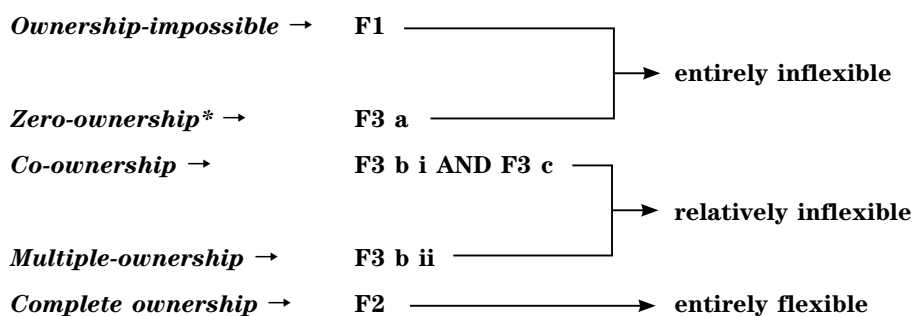 Ownership-impossible → F1
entirely inflexible
Zero-ownership* → F3 a
Co-ownership → F3 b i AND F3 c
relatively inflexible
Multiple-ownership → F3 b ii
Complete ownership → F2 entirely flexible